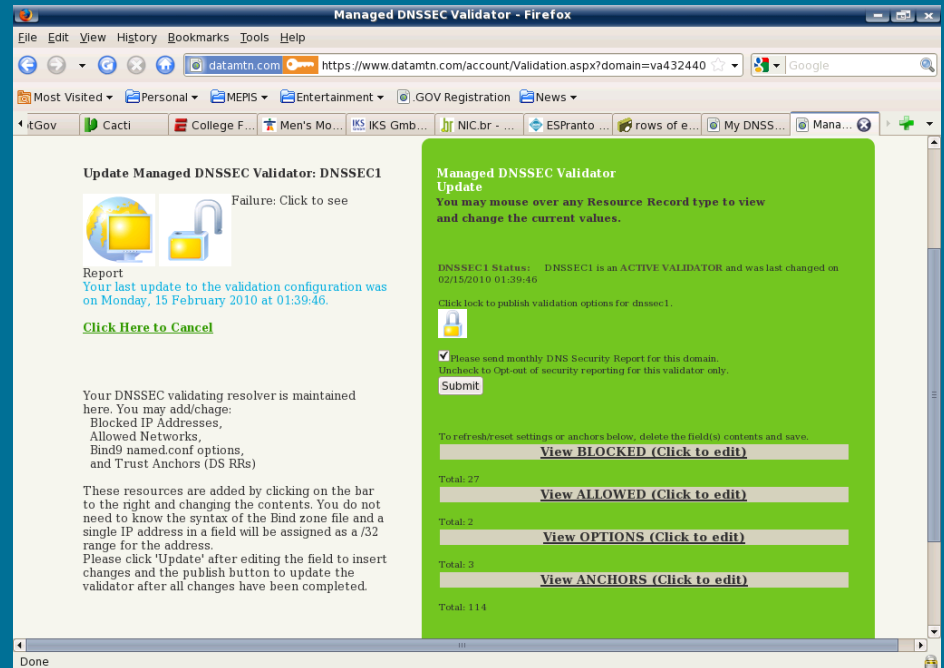 Managed DNSSEC Validator - Firefox
File Edit View History Bookmarks Tools Help
datamtn.com https://www.datamtn.com/account/Validation.aspx?domain=va432440 Google
Most Visited Personal MEPIS Entertainment .GOV Registration News
tGov Cacti College F... Men's Mo... IKS IKS Gmb... NIC.br - ... ESPranto ... rows of e... My DNSS... Mana...
Update Managed DNSSEC Validator: DNSSEC1
Failure: Click to see
Report
Your last update to the validation configuration was
on Monday, 15 February 2010 at 01:39:46.
Click Here to Cancel
Your DNSSEC validating resolver is maintained
here. You may add/chage:
Blocked IP Addresses,
Allowed Networks,
Bind9 named.conf options,
and Trust Anchors (DS RRs)
These resources are added by clicking on the bar
to the right and changing the contents. You do not
need to know the syntax of the Bind zone file and a
single IP address in a field will be assigned as a /32
range for the address.
Please click 'Update' after editing the field to insert
changes and the publish button to update the
validator after all changes have been completed.
Managed DNSSEC Validator
Update
You may mouse over any Resource Record type to view
and change the current values.
DNSSEC1 Status: DNSSEC1 is an ACTIVE VALIDATOR and was last changed on
02/15/2010 01:39:46
Click lock to publish validation options for dnssec1.
Please send monthly DNS Security Report for this domain.
Uncheck to Opt-out of security reporting for this validator only.
Submit
To refresh/reset settings or anchors below, delete the field(s) contents and save.
View BLOCKED (Click to edit)
Total: 27
View ALLOWED (Click to edit)
Total: 2
View OPTIONS (Click to edit)
Total: 3
View ANCHORS (Click to edit)
Total: 114
Done